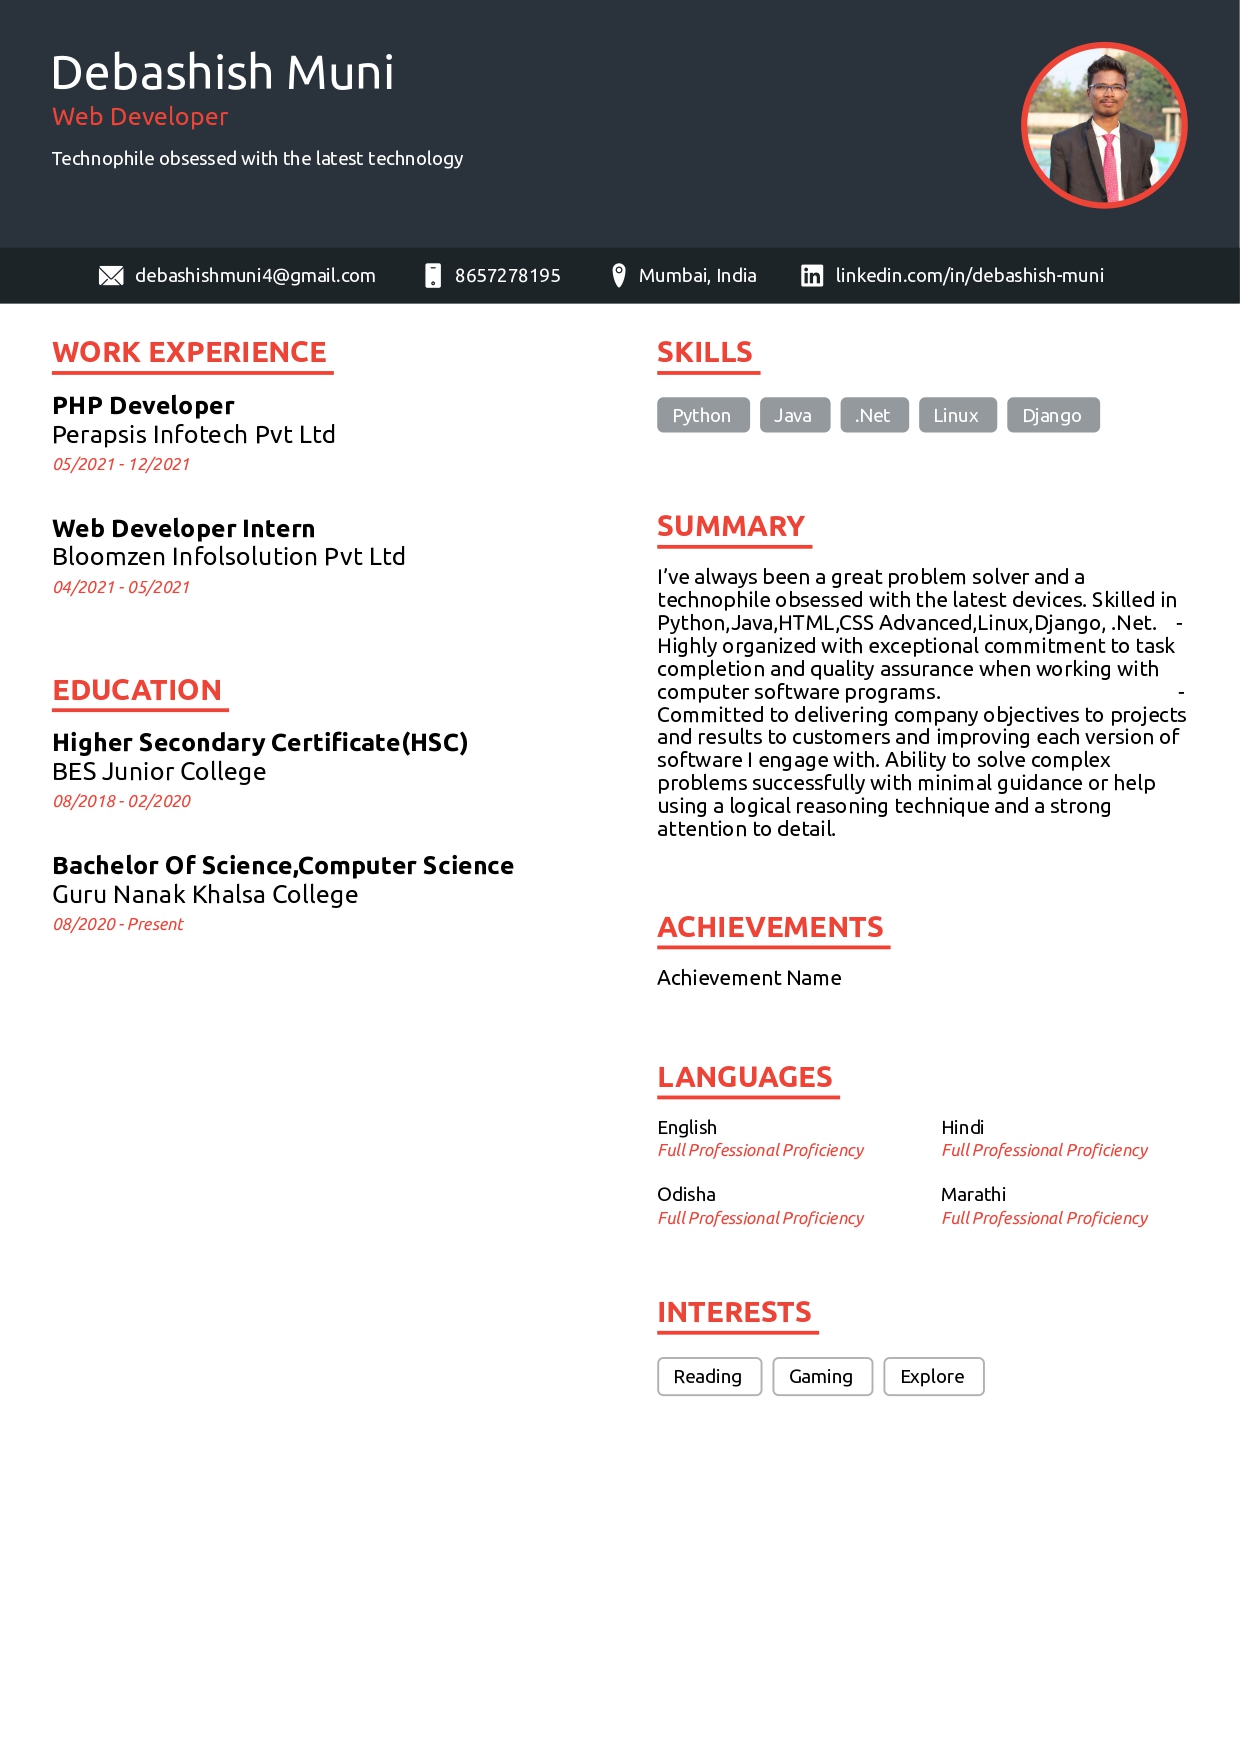 Debashish Muni
Web Developer
Technophile obsessed with the latest technology
debashishmuni4@gmail.com
8657278195
Mumbai, India
linkedin.com/in/debashish-muni
WORK EXPERIENCE
PHP Developer
Perapsis Infotech Pvt Ltd
05/2021 - 12/2021
Web Developer Intern
Bloomzen Infolsolution Pvt Ltd
04/2021 - 05/2021
EDUCATION
Higher Secondary Certificate(HSC)
BES Junior College
08/2018 - 02/2020
Bachelor Of Science,Computer Science
Guru Nanak Khalsa College
08/2020 - Present
SKILLS
Python Java .Net Linux Django
SUMMARY
I've always been a great problem solver and a
technophile obsessed with the latest devices. Skilled in
Python,Java,HTML,CSS Advanced,Linux,Django, .Net. -
Highly organized with exceptional commitment to task
completion and quality assurance when working with
computer software programs. -
Committed to delivering company objectives to projects
and results to customers and improving each version of
software I engage with. Ability to solve complex
problems successfully with minimal guidance or help
using a logical reasoning technique and a strong
attention to detail.
ACHIEVEMENTS
Achievement Name
LANGUAGES
English
Full Professional Proficiency
Hindi
Full Professional Proficiency
Odisha
Full Professional Proficiency
Marathi
Full Professional Proficiency
INTERESTS
Reading Gaming Explore